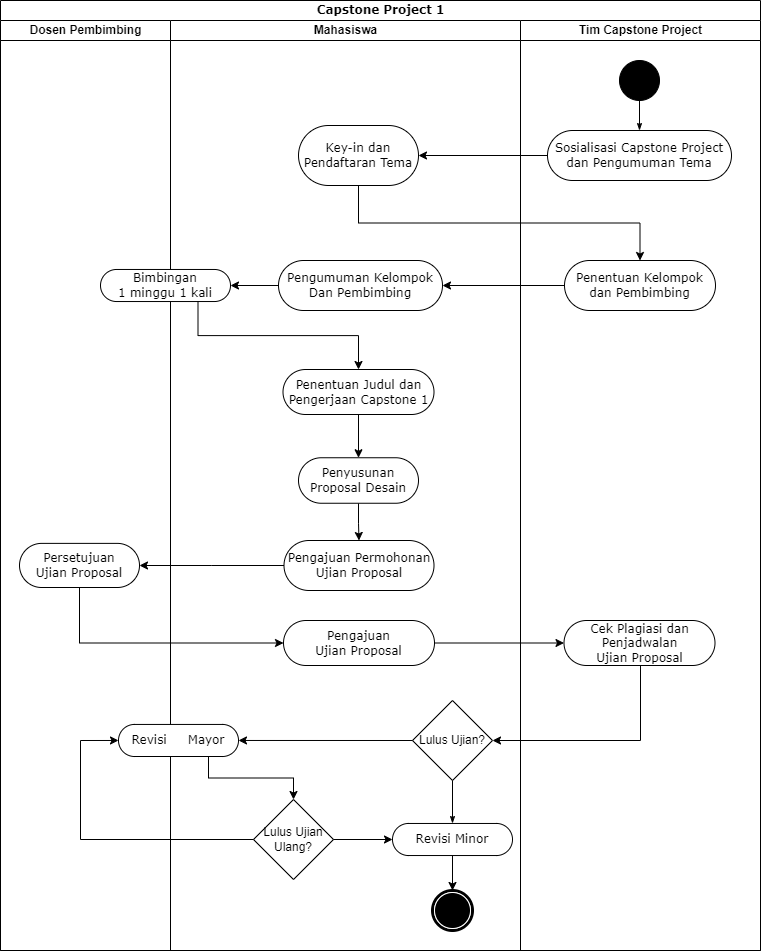 Capstone Project 1
Dosen Pembimbing
Mahasiswa
Tim Capstone Project
Sosialisasi Capstone Project
dan Pengumuman Tema
Key-in dan
Pendaftaran Tema
Penentuan Kelompok
dan Pembimbing
Pengumuman Kelompok
Dan Pembimbing
Bimbingan
1 minggu 1 kali
Penentuan Judul dan
Pengerjaan Capstone 1
Penyusunan
Proposal Desain
Pengajuan Permohonan
Ujian Proposal
Persetujuan
Ujian Proposal
Pengajuan
Ujian Proposal
Cek Plagiasi dan
Penjadwalan
Ujian Proposal
Lulus Ujian?
Revisi Mayor
Lulus Ujian
Ulang?
Revisi Minor